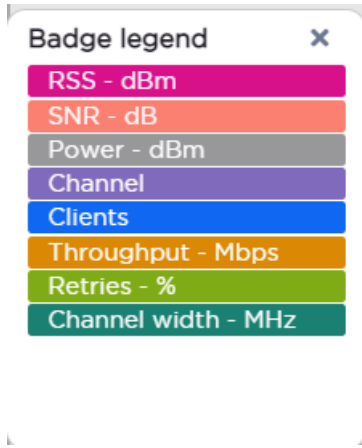 Badge legend
RSS - dBm
SNR - dB
Power - dBm
Channel
Clients
Throughput - Mbps
Retries - %
Channel width - MHz